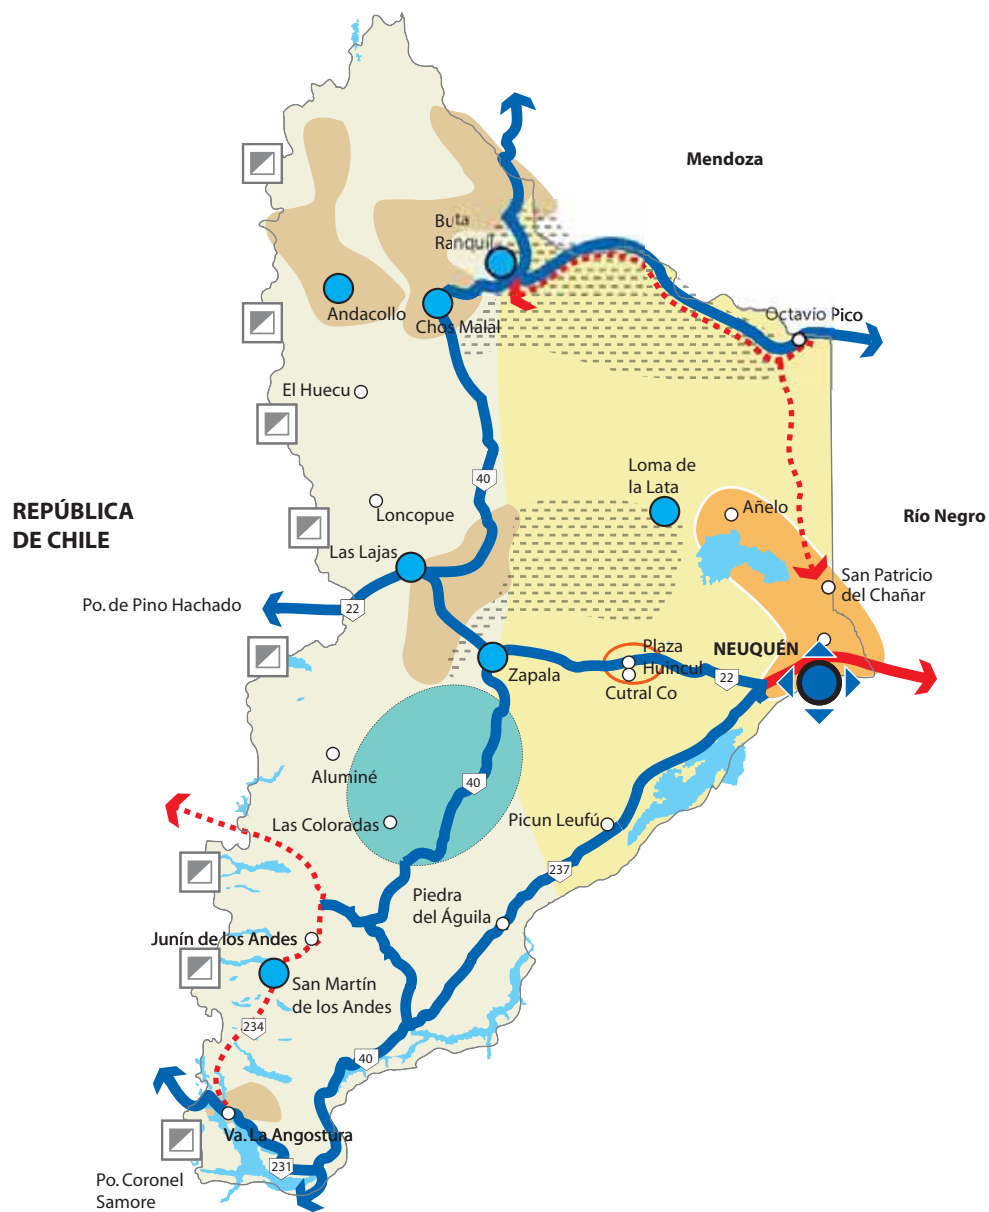 Mendoza
Buta
Ranquil
Andacollo
Chos Malal
Octavio Pico
El Huecu
40
Loma de
la Lata
REPÚBLICA
DE CHILE
Loncopue
Añelo
Río Negro
Las Lajas
San Patricio
del Chañar
Po. de Pino Hachado
22
NEUQUÉN
Plaza
Huincul
Zapala
22
Cutral Co
Aluminé
40
Las Coloradas
Picun Leufú
237
Piedra
del Águila
Junín de los Andes
San Martín
de los Andes
234
40
Va. La Angostura
231
Po. Coronel
Samore